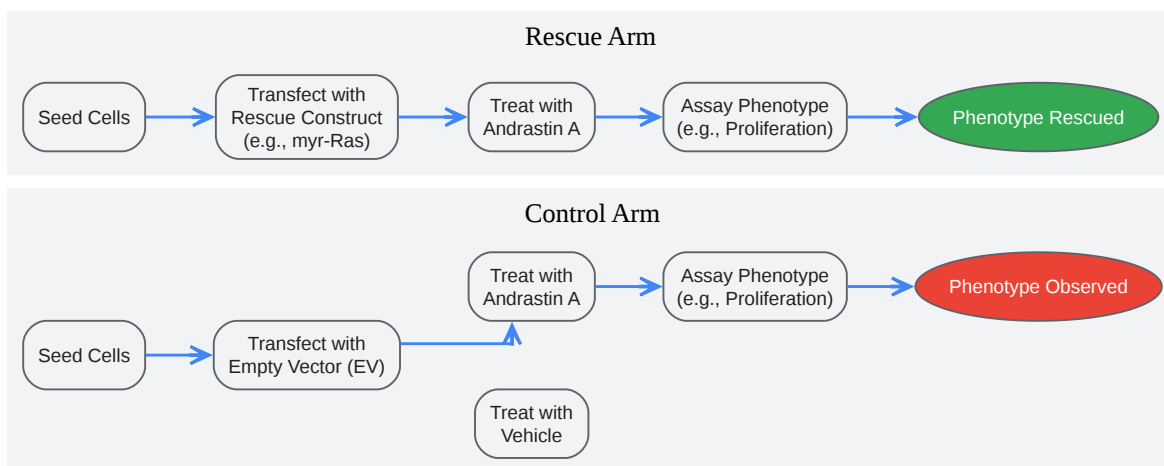 Rescue Arm
Seed Cells
Transfect with
Rescue Construct
(e.g., myr-Ras)
Treat with
Andrastin A
Assay Phenotype
(e.g., Proliferation)
Phenotype Rescued
Control Arm
Seed Cells
Transfect with
Empty Vector (EV)
Treat with
Andrastin A
Assay Phenotype
(e.g., Proliferation)
Phenotype Observed
Treat with
Vehicle